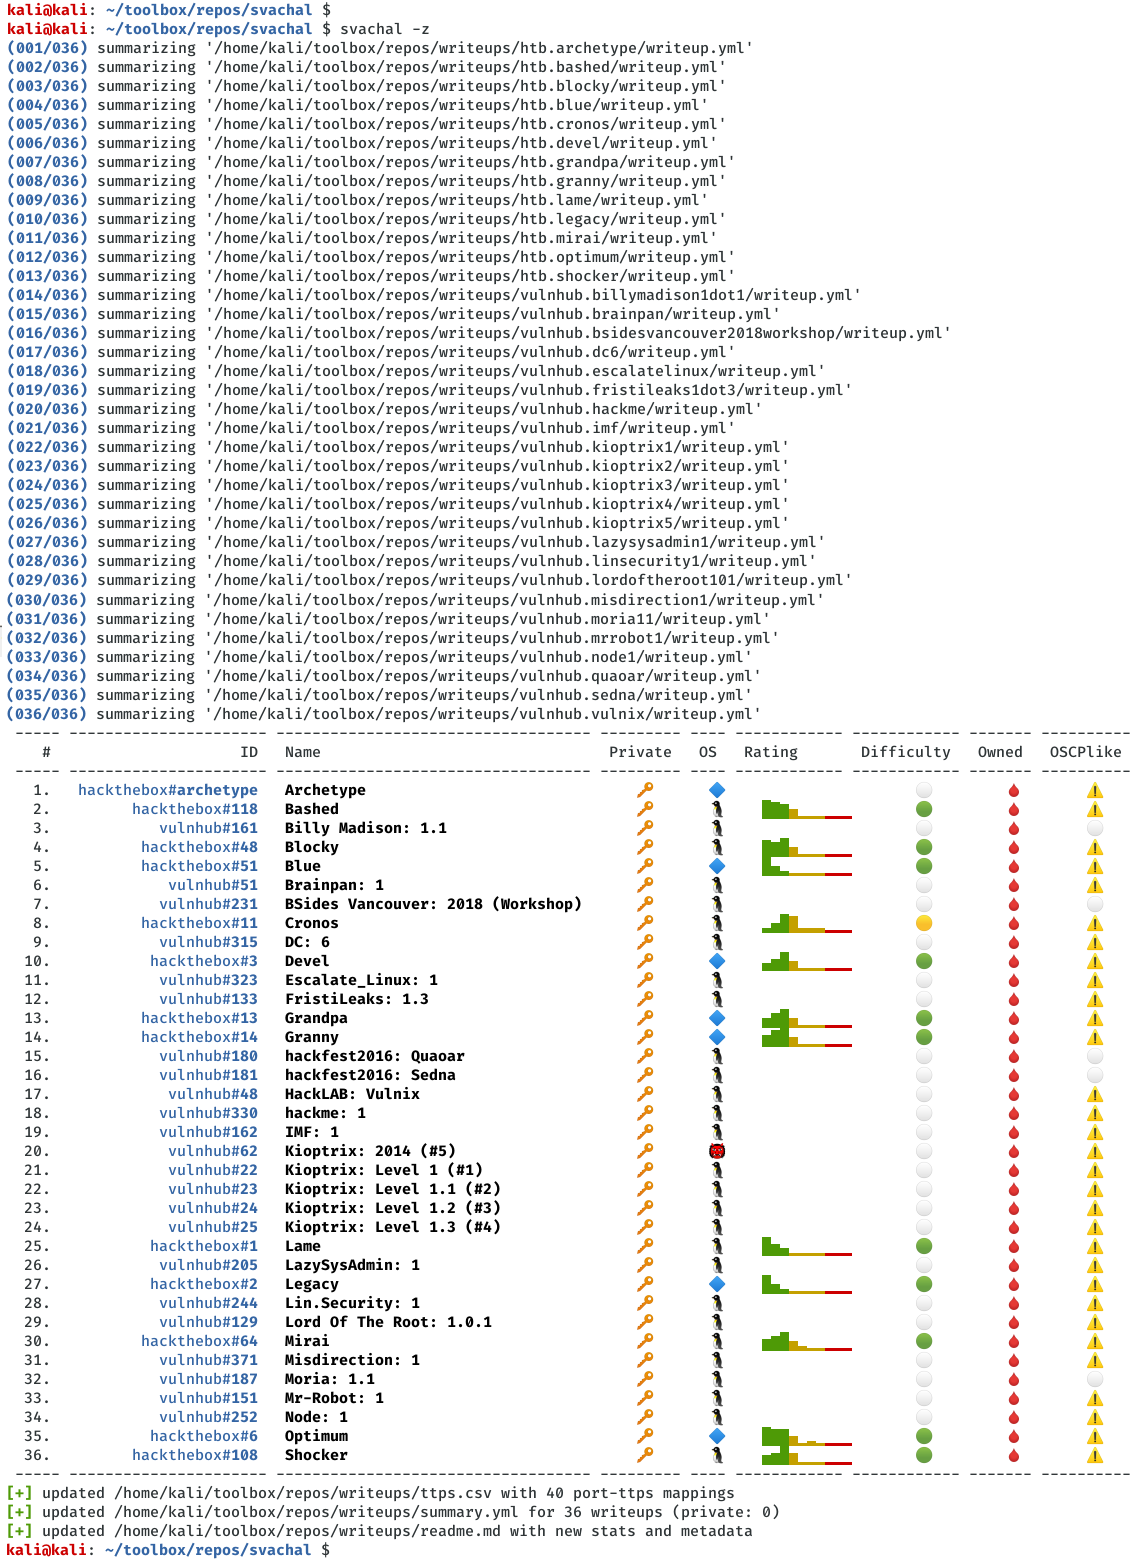 kali@kali: ~/toolbox/repos/svachal $
kali@kali: ~/toolbox/repos/svachal $ svachal -z
(001/036) summarizing '/home/kali/toolbox/repos/writeups/htb.archetype/writeup.yml'
(002/036) summarizing '/home/kali/toolbox/repos/writeups/htb.bashed/writeup.yml'
(003/036) summarizing '/home/kali/toolbox/repos/writeups/htb.blocky/writeup.yml'
(004/036) summarizing '/home/kali/toolbox/repos/writeups/htb.blue/writeup.yml'
(005/036) summarizing '/home/kali/toolbox/repos/writeups/htb.cronos/writeup.yml'
(006/036) summarizing '/home/kali/toolbox/repos/writeups/htb.devel/writeup.yml'
(007/036) summarizing '/home/kali/toolbox/repos/writeups/htb.grandpa/writeup.yml'
(008/036) summarizing '/home/kali/toolbox/repos/writeups/htb.granny/writeup.yml'
(009/036) summarizing '/home/kali/toolbox/repos/writeups/htb.lame/writeup.yml'
(010/036) summarizing '/home/kali/toolbox/repos/writeups/htb.legacy/writeup.yml'
(011/036) summarizing '/home/kali/toolbox/repos/writeups/htb.mirai/writeup.yml'
(012/036) summarizing '/home/kali/toolbox/repos/writeups/htb.optimum/writeup.yml'
(013/036) summarizing '/home/kali/toolbox/repos/writeups/htb.shocker/writeup.yml'
(014/036) summarizing '/home/kali/toolbox/repos/writeups/vulnhub.billymadison1dot1/writeup.yml'
(015/036) summarizing '/home/kali/toolbox/repos/writeups/vulnhub.brainpan/writeup.yml'
(016/036) summarizing '/home/kali/toolbox/repos/writeups/vulnhub.bsidesvancouver2018workshop/writeup.yml'
(017/036) summarizing '/home/kali/toolbox/repos/writeups/vulnhub.dc6/writeup.yml'
(018/036) summarizing '/home/kali/toolbox/repos/writeups/vulnhub.escalatelinux/writeup.yml'
(019/036) summarizing '/home/kali/toolbox/repos/writeups/vulnhub.fristileaks1dot3/writeup.yml'
(020/036) summarizing '/home/kali/toolbox/repos/writeups/vulnhub.hackme/writeup.yml'
(021/036) summarizing '/home/kali/toolbox/repos/writeups/vulnhub.imf/writeup.yml'
(022/036) summarizing '/home/kali/toolbox/repos/writeups/vulnhub.kioptrix1/writeup.yml'
(023/036) summarizing '/home/kali/toolbox/repos/writeups/vulnhub.kioptrix2/writeup.yml'
(024/036) summarizing '/home/kali/toolbox/repos/writeups/vulnhub.kioptrix3/writeup.yml'
(025/036) summarizing '/home/kali/toolbox/repos/writeups/vulnhub.kioptrix4/writeup.yml'
(026/036) summarizing '/home/kali/toolbox/repos/writeups/vulnhub.kioptrix5/writeup.yml'
(027/036) summarizing '/home/kali/toolbox/repos/writeups/vulnhub.lazysysadmin1/writeup.yml'
(028/036) summarizing '/home/kali/toolbox/repos/writeups/vulnhub.linsecurity1/writeup.yml'
(029/036) summarizing '/home/kali/toolbox/repos/writeups/vulnhub.lordoftheroot101/writeup.yml'
(030/036) summarizing '/home/kali/toolbox/repos/writeups/vulnhub.misdirection1/writeup.yml'
(031/036) summarizing '/home/kali/toolbox/repos/writeups/vulnhub.moria11/writeup.yml'
(032/036) summarizing '/home/kali/toolbox/repos/writeups/vulnhub.mrrobot1/writeup.yml'
(033/036) summarizing '/home/kali/toolbox/repos/writeups/vulnhub.node1/writeup.yml'
(034/036) summarizing '/home/kali/toolbox/repos/writeups/vulnhub.quaoar/writeup.yml'
(035/036) summarizing '/home/kali/toolbox/repos/writeups/vulnhub.sedna/writeup.yml'
(036/036) summarizing '/home/kali/toolbox/repos/writeups/vulnhub.vulnix/writeup.yml'
# ID Name Private OS Rating Difficulty Owned OSCPlike
1. hackthebox#archetype Archetype
2. hackthebox#118 Bashed
3. vulnhub#161 Billy Madison: 1.1
4. hackthebox#48 Blocky
5. hackthebox#51 Blue
6. vulnhub#51 Brainpan: 1
7. vulnhub#231 BSides Vancouver: 2018 (Workshop)
8. hackthebox#11 Cronos
9. vulnhub#315 DC: 6
10. hackthebox#3 Devel
11. vulnhub#323 Escalate_Linux: 1
12. vulnhub#133 FristiLeaks: 1.3
13. hackthebox#13 Grandpa
14. hackthebox#14 Granny
15. vulnhub#180 hackfest2016: Quaoar
16. vulnhub#181 hackfest2016: Sedna
17. vulnhub#48 HackLAB: Vulnix
18. vulnhub#330 hackme: 1
19. vulnhub#162 IMF: 1
20. vulnhub#62 Kioptrix: 2014 (#5)
21. vulnhub#22 Kioptrix: Level 1 (#1)
22. vulnhub#23 Kioptrix: Level 1.1 (#2)
23. vulnhub#24 Kioptrix: Level 1.2 (#3)
24. vulnhub#25 Kioptrix: Level 1.3 (#4)
25. hackthebox#1 Lame
26. vulnhub#205 LazySysAdmin: 1
27. hackthebox#2 Legacy
28. vulnhub#244 Lin.Security: 1
29. vulnhub#129 Lord Of The Root: 1.0.1
30. hackthebox#64 Mirai
31. vulnhub#371 Misdirection: 1
32. vulnhub#187 Moria: 1.1
33. vulnhub#151 Mr-Robot: 1
34. vulnhub#252 Node: 1
35. hackthebox#6 Optimum
36. hackthebox#108 Shocker
[+] updated /home/kali/toolbox/repos/writeups/ttps.csv with 40 port-ttps mappings
[+] updated /home/kali/toolbox/repos/writeups/summary.yml for 36 writeups (private: 0)
[+] updated /home/kali/toolbox/repos/writeups/readme.md with new stats and metadata
kali@kali: ~/toolbox/repos/svachal $